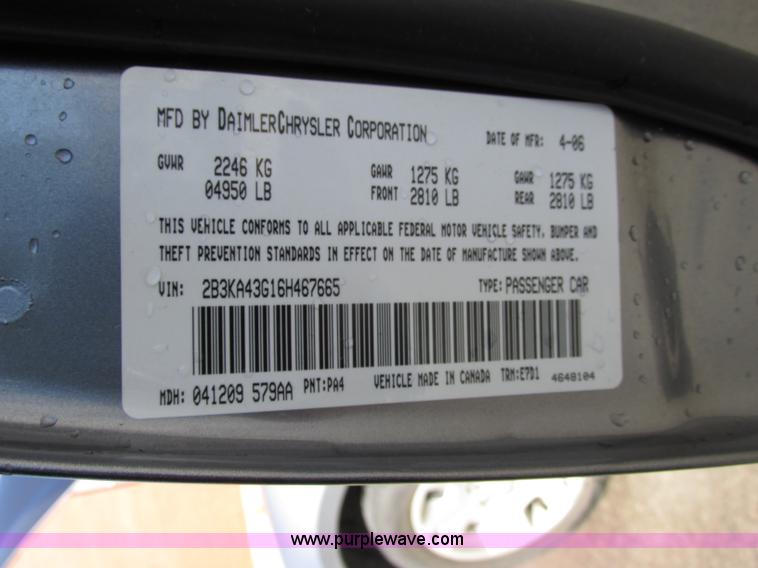 MFD BY DAIMLERCHRYSLER CORPORATION DATE OF MFR: 4-06
GVWR 2246 KG GAWR 1275 KG GAWR 1275 KG
04950 LB FRONT 2810 LB REAR 2810 LB
THIS VEHICLE CONFORMS TO ALL APPLICABLE FEDERAL MOTOR VEHICLE SAFETY, BUMPER AND
THEFT PREVENTION STANDARDS IN EFFECT ON THE DATE OF MANUFACTURE SHOWN ABOVE.
VIN: 2B3KA43G16H467665 TYPE: PASSENGER CAR
MDH: 041209 579AA PNT:PA4 VEHICLE MADE IN CANADA TRM:E7D1 4648104
www.purplewave.com